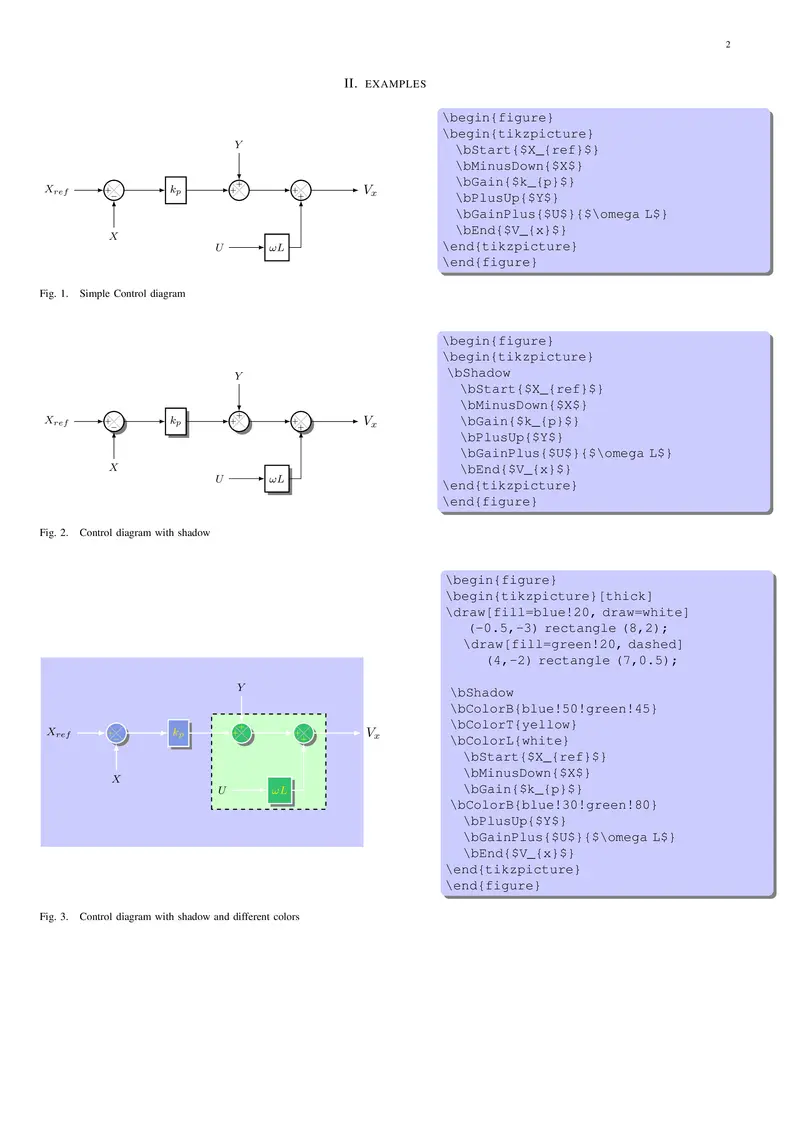 2
II. EXAMPLES
Y
X_{ref} + − k_p + + + + V_x
X
U ωL
Fig. 1. Simple Control diagram
\begin{figure}
\begin{tikzpicture}
\bStart{$X_{ref}$}
\bMinusDown{$X$}
\bGain{$k_{p}$}
\bPlusUp{$Y$}
\bGainPlus{$U$}{$\omega L$}
\bEnd{$V_{x}$}
\end{tikzpicture}
\end{figure}
Y
X_{ref} + − k_p + + + + V_x
X
U ωL
Fig. 2. Control diagram with shadow
\begin{figure}
\begin{tikzpicture}
\bShadow
\bStart{$X_{ref}$}
\bMinusDown{$X$}
\bGain{$k_{p}$}
\bPlusUp{$Y$}
\bGainPlus{$U$}{$\omega L$}
\bEnd{$V_{x}$}
\end{tikzpicture}
\end{figure}
Y
X_{ref} + − k_p + + + + V_x
X
U ωL
Fig. 3. Control diagram with shadow and different colors
\begin{figure}
\begin{tikzpicture}[thick]
\draw[fill=blue!20, draw=white]
(-0.5,-3) rectangle (8,2);
\draw[fill=green!20, dashed]
(4,-2) rectangle (7,0.5);
\bShadow
\bColorB{blue!50!green!45}
\bColorT{yellow}
\bColorL{white}
\bStart{$X_{ref}$}
\bMinusDown{$X$}
\bGain{$k_{p}$}
\bColorB{blue!30!green!80}
\bPlusUp{$Y$}
\bGainPlus{$U$}{$\omega L$}
\bEnd{$V_{x}$}
\end{tikzpicture}
\end{figure}